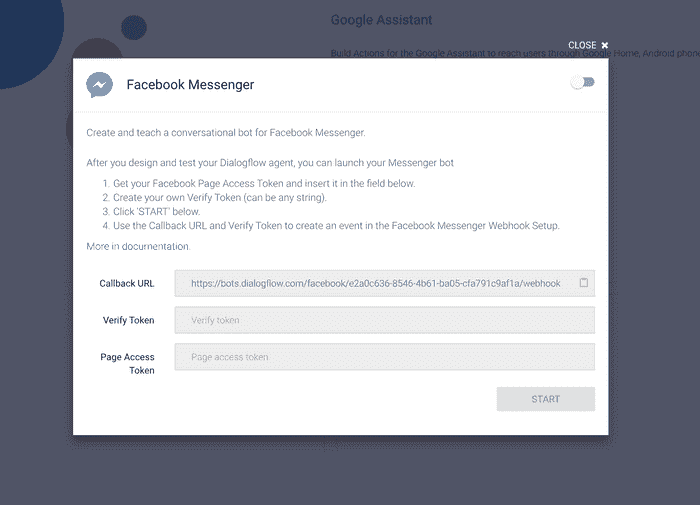 Google Assistant
CLOSE ×
Build Actions for the Google Assistant to reach users through Google Home, Android phone
Facebook Messenger
Create and teach a conversational bot for Facebook Messenger.
After you design and test your Dialogflow agent, you can launch your Messenger bot
1. Get your Facebook Page Access Token and insert it in the field below.
2. Create your own Verify Token (can be any string).
3. Click 'START' below.
4. Use the Callback URL and Verify Token to create an event in the Facebook Messenger Webhook Setup.
More in documentation.
Callback URL https://bots.dialogflow.com/facebook/e2a0c636-8546-4b61-ba05-cfa791c9af1a/webhook
Verify Token Verify token
Page Access Token Page access token
START